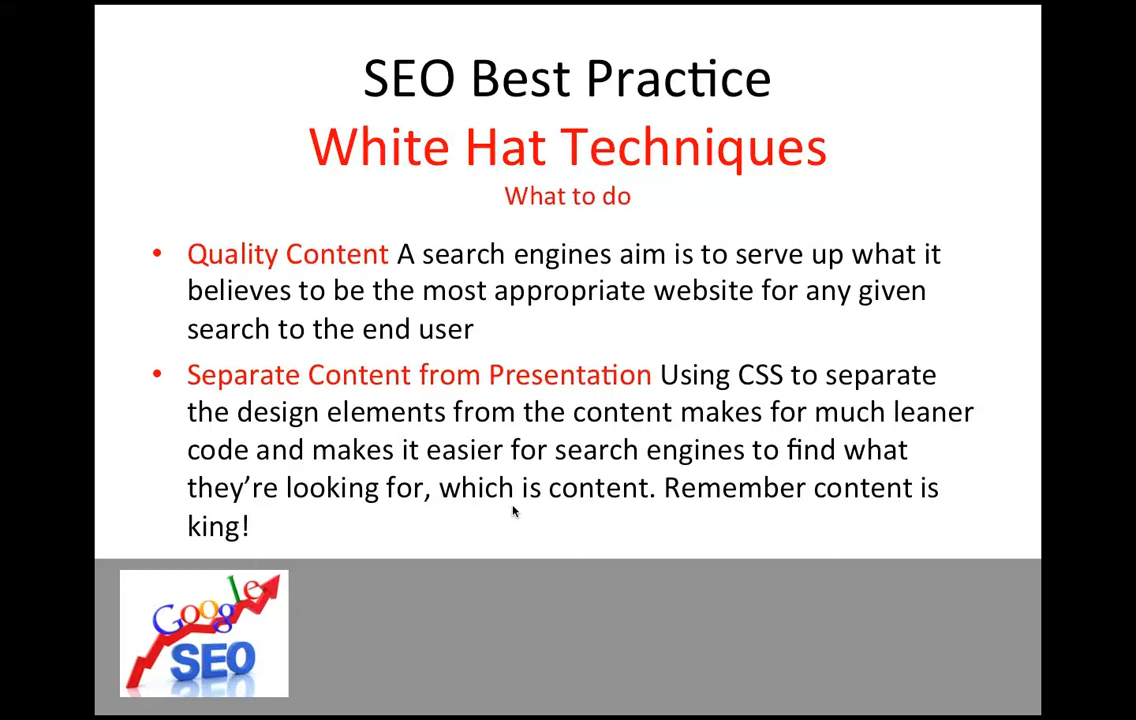 SEO Best Practice
White Hat Techniques
What to do
• Quality Content A search engines aim is to serve up what it
believes to be the most appropriate website for any given
search to the end user
• Separate Content from Presentation Using CSS to separate
the design elements from the content makes for much leaner
code and makes it easier for search engines to find what
they’re looking for, which is content. Remember content is
king!
Google
SEO